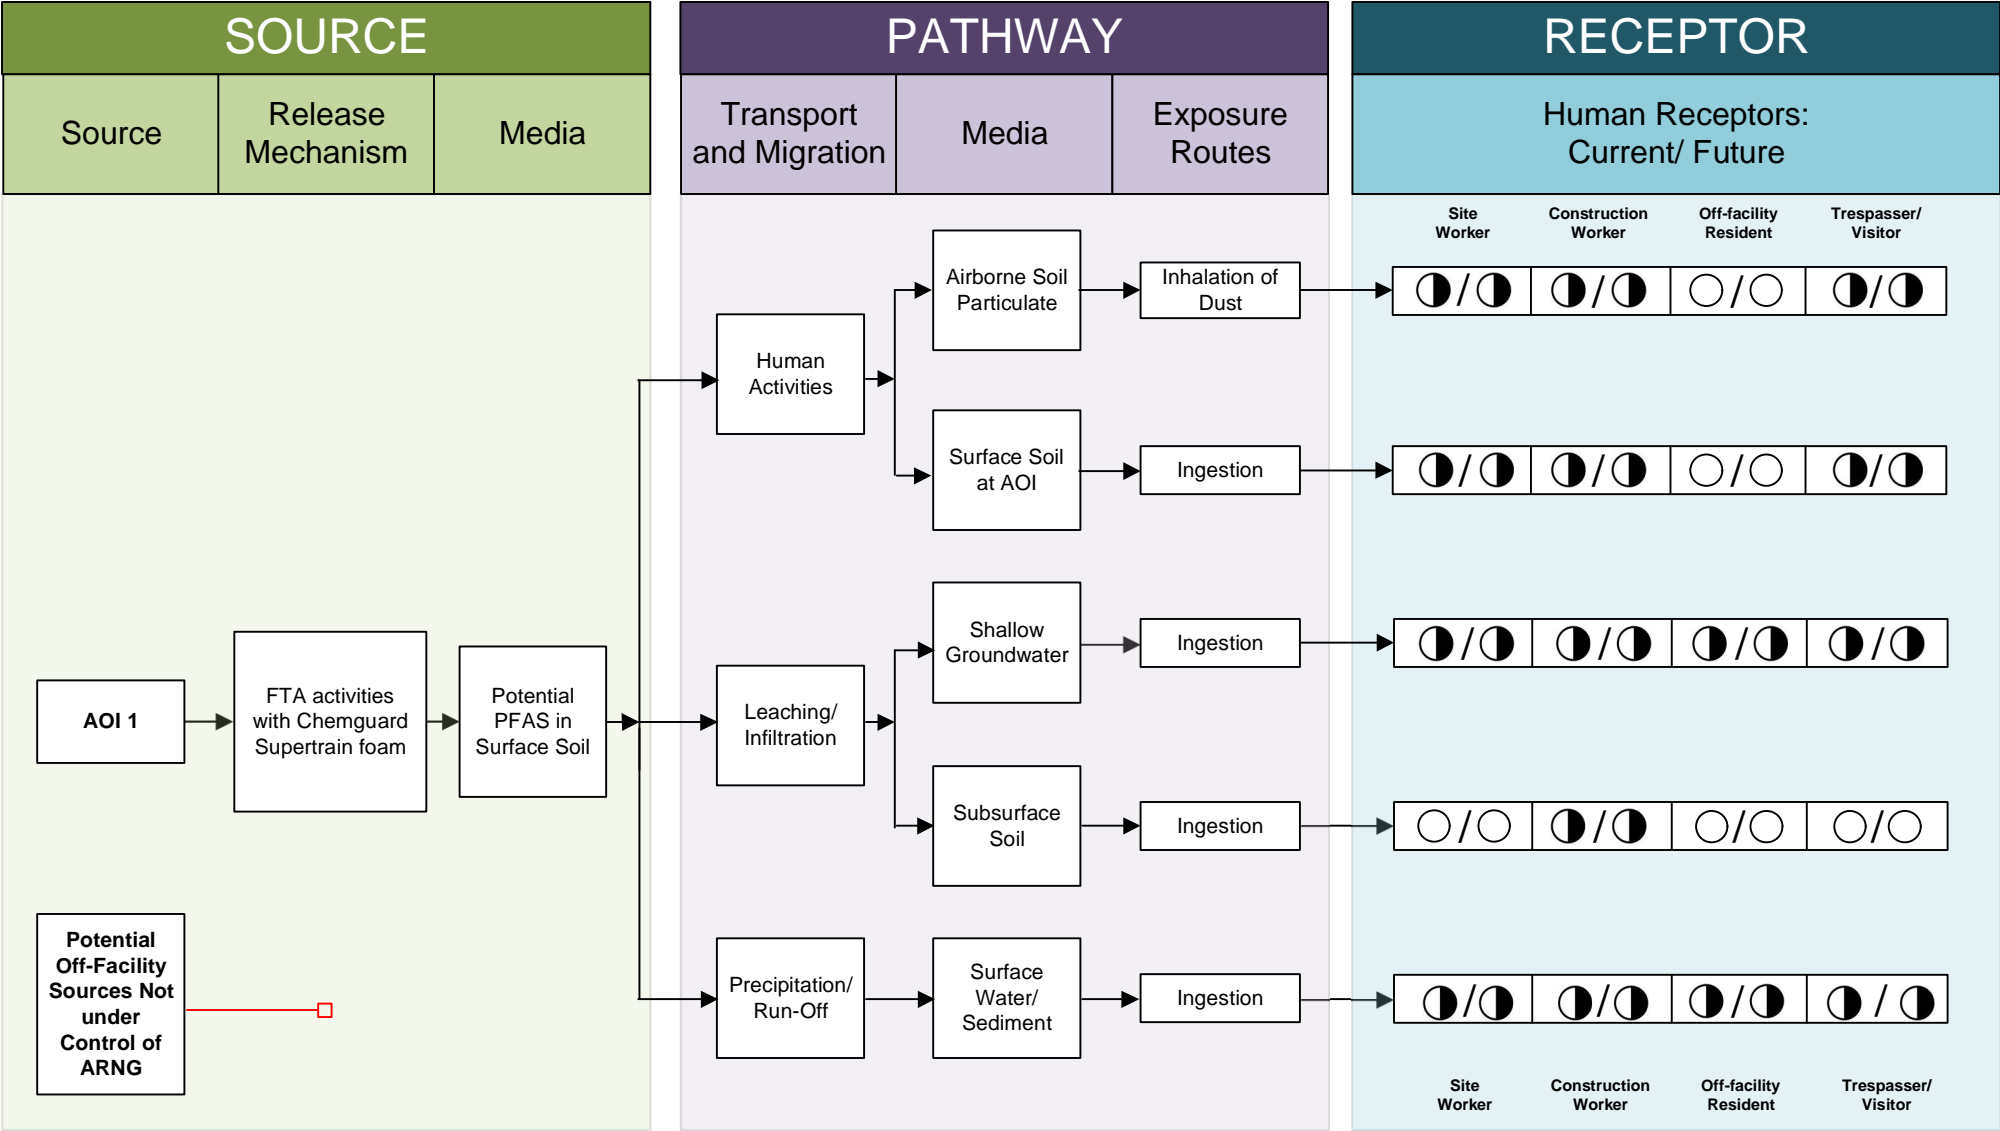 SOURCE
PATHWAY
RECEPTOR
Source
Release
Mechanism
Media
Transport
and Migration
Media
Exposure
Routes
Human Receptors:
Current/ Future
Site
Worker
Construction
Worker
Off-facility
Resident
Trespasser/
Visitor
Airborne Soil
Particulate
Inhalation of
Dust
/
/
/
/
Human
Activities
Surface Soil
at AOI
Ingestion
/
/
/
/
Shallow
Groundwater
Ingestion
/
/
/
/
AOI 1
FTA activities
with Chemguard
Supertrain foam
Potential
PFAS in
Surface Soil
Leaching/
Infiltration
Subsurface
Soil
Ingestion
/
/
/
/
Potential
Off-Facility
Sources Not
under
Control of
ARNG
Precipitation/
Run-Off
Surface
Water/
Sediment
Ingestion
/
/
/
/
Site
Worker
Construction
Worker
Off-facility
Resident
Trespasser/
Visitor